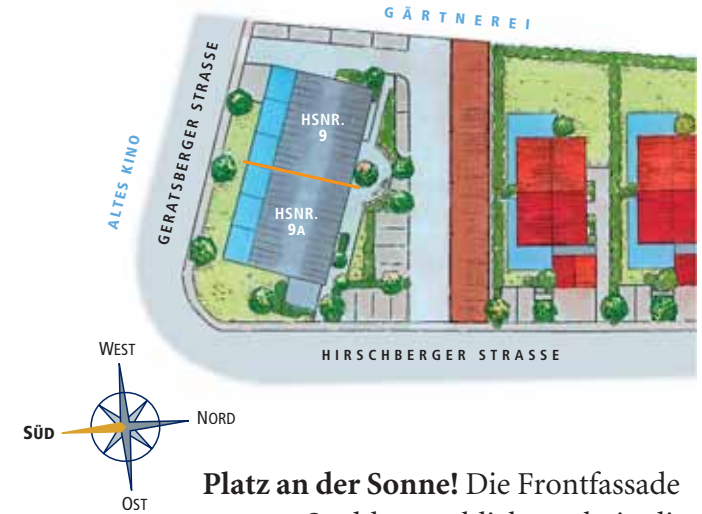 GÄRTNEREI
ALTES KINO
GERATSBERGER STRASSE
HSNR.
9
HSNR.
9A
HIRSCHBERGER STRASSE
WEST
SÜD
NORD
OST
Platz an der Sonne! Die Frontfassade